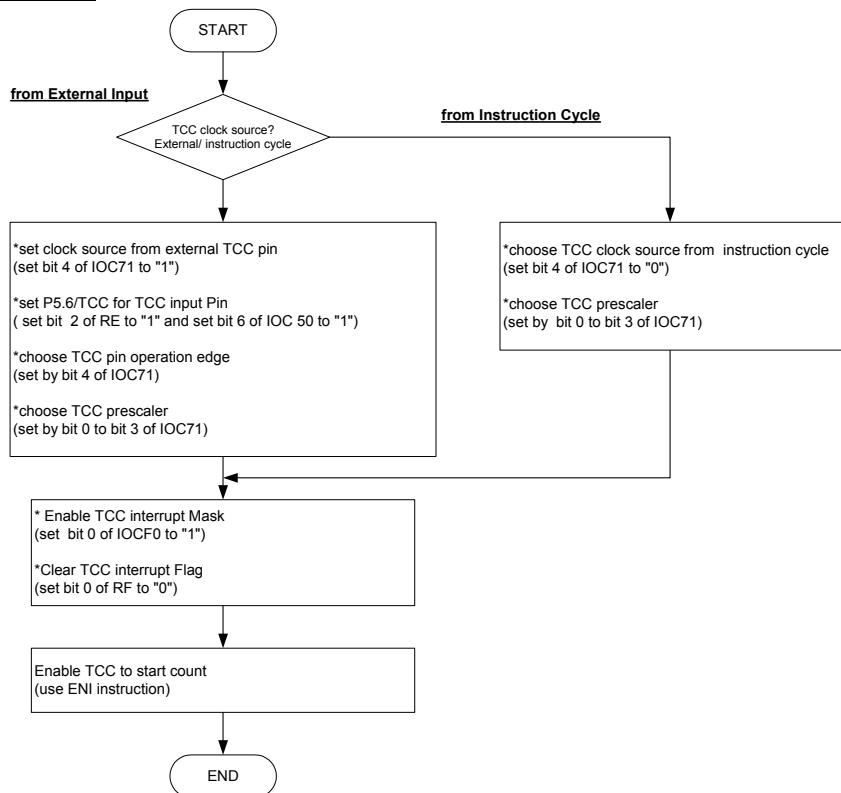 START
from External Input
TCC clock source?
External/ instruction cycle
from Instruction Cycle
*set clock source from external TCC pin
(set bit 4 of IOC71 to "1")
*set P5.6/TCC for TCC input Pin
( set bit 2 of RE to "1" and set bit 6 of IOC 50 to "1")
*choose TCC pin operation edge
(set by bit 4 of IOC71)
*choose TCC prescaler
(set by bit 0 to bit 3 of IOC71)
*choose TCC clock source from instruction cycle
(set bit 4 of IOC71 to "0")
*choose TCC prescaler
(set by bit 0 to bit 3 of IOC71)
* Enable TCC interrupt Mask
(set bit 0 of IOCF0 to "1")
*Clear TCC interrupt Flag
(set bit 0 of RF to "0")
Enable TCC to start count
(use ENI instruction)
END